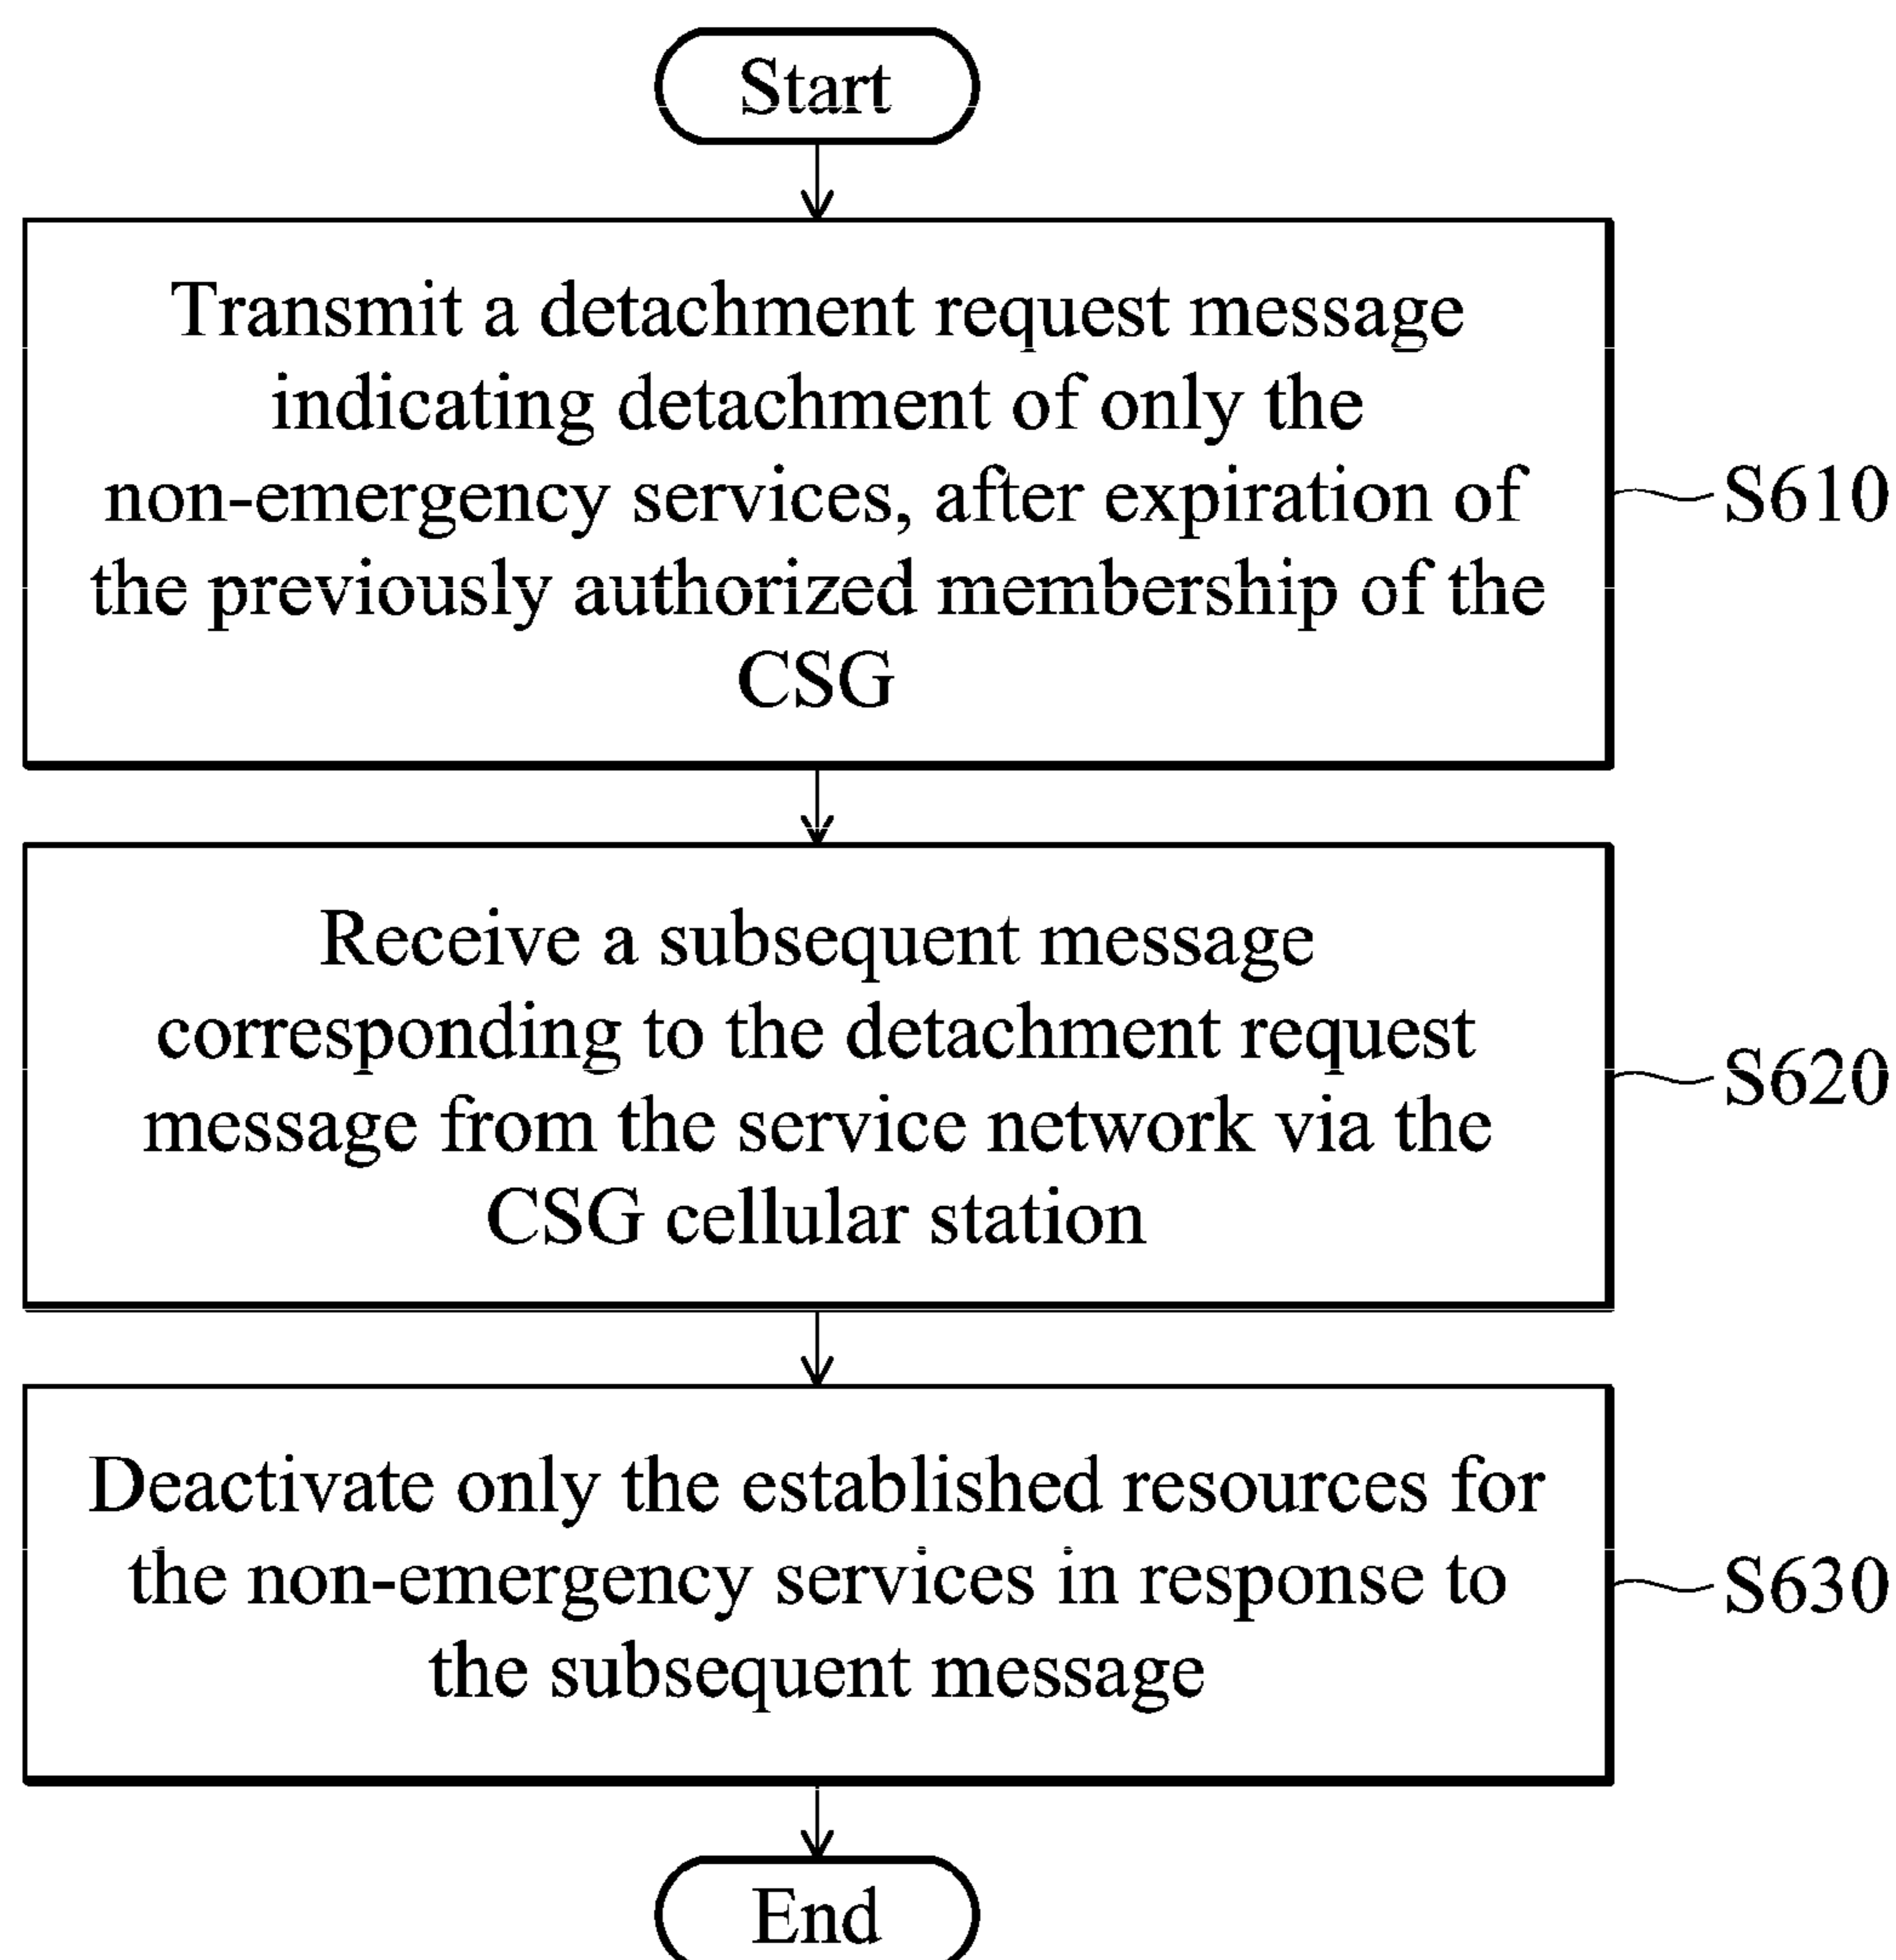 Start
Transmit a detachment request message
indicating detachment of only the
non-emergency services, after expiration of
the previously authorized membership of the
CSG
S610
Receive a subsequent message
corresponding to the detachment request
message from the service network via the
CSG cellular station
S620
Deactivate only the established resources for
the non-emergency services in response to
the subsequent message
S630
End